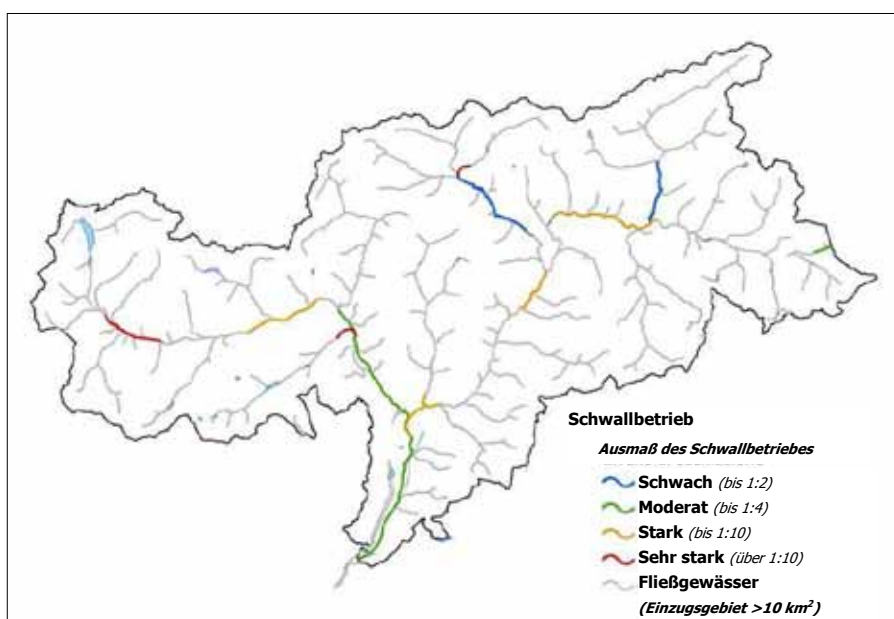 Schwallbetrieb
Ausmaß des Schwallbetriebes
Schwach (bis 1:2)
Moderat (bis 1:4)
Stark (bis 1:10)
Sehr stark (über 1:10)
Fließgewässer
(Einzugsgebiet >10 km²)